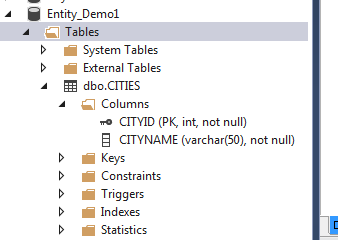 Entity_Demo1
Tables
System Tables
External Tables
dbo.CITIES
Columns
CITYID (PK, int, not null)
CITYNAME (varchar(50), not null)
Keys
Constraints
Triggers
Indexes
Statistics